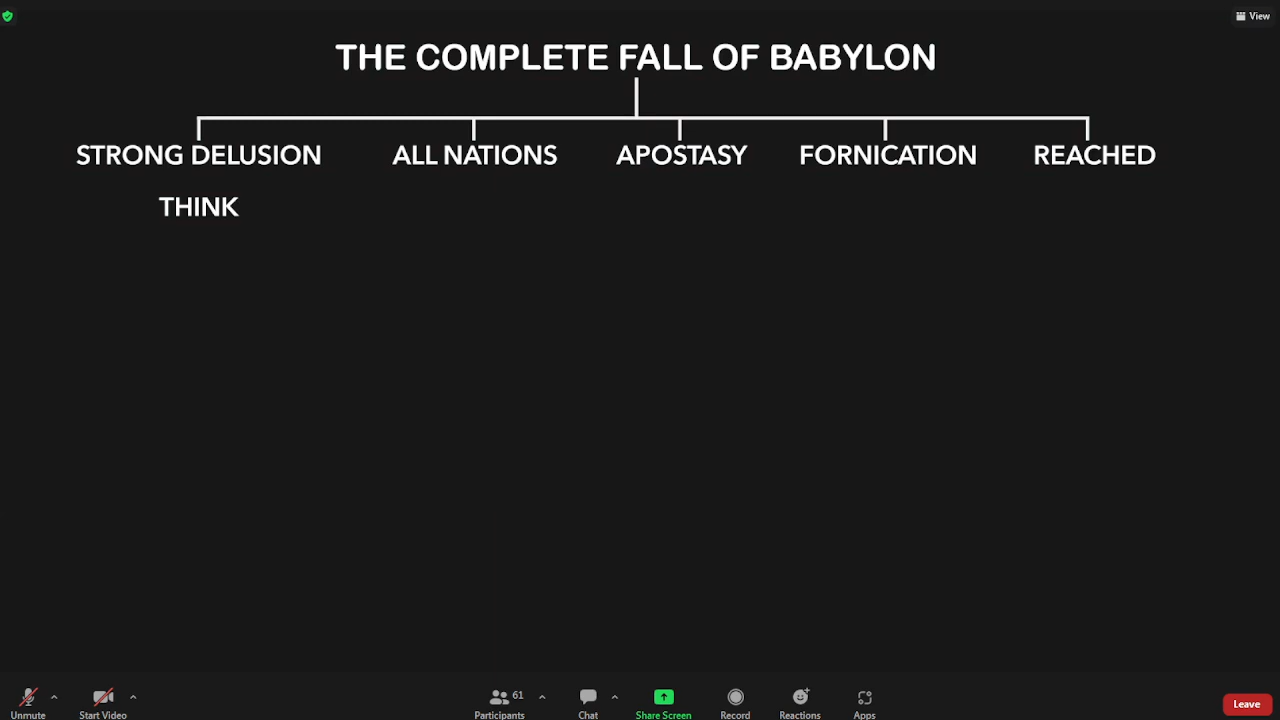 View
THE COMPLETE FALL OF BABYLON
STRONG DELUSION ALL NATIONS APOSTASY FORNICATION REACHED
THINK
61
Unmute Start Video Participants Chat Share Screen Record Reactions Apps Leave